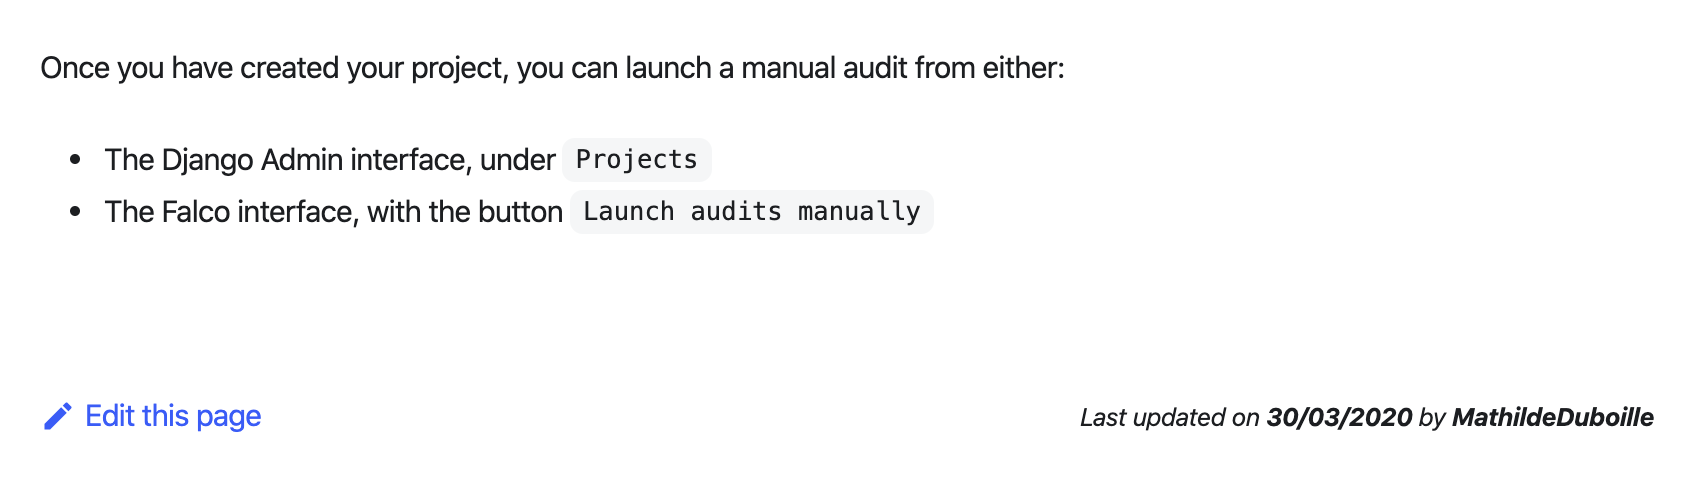 Once you have created your project, you can launch a manual audit from either:
• The Django Admin interface, under Projects
• The Falco interface, with the button Launch audits manually
Edit this page
Last updated on 30/03/2020 by MathildeDuboille